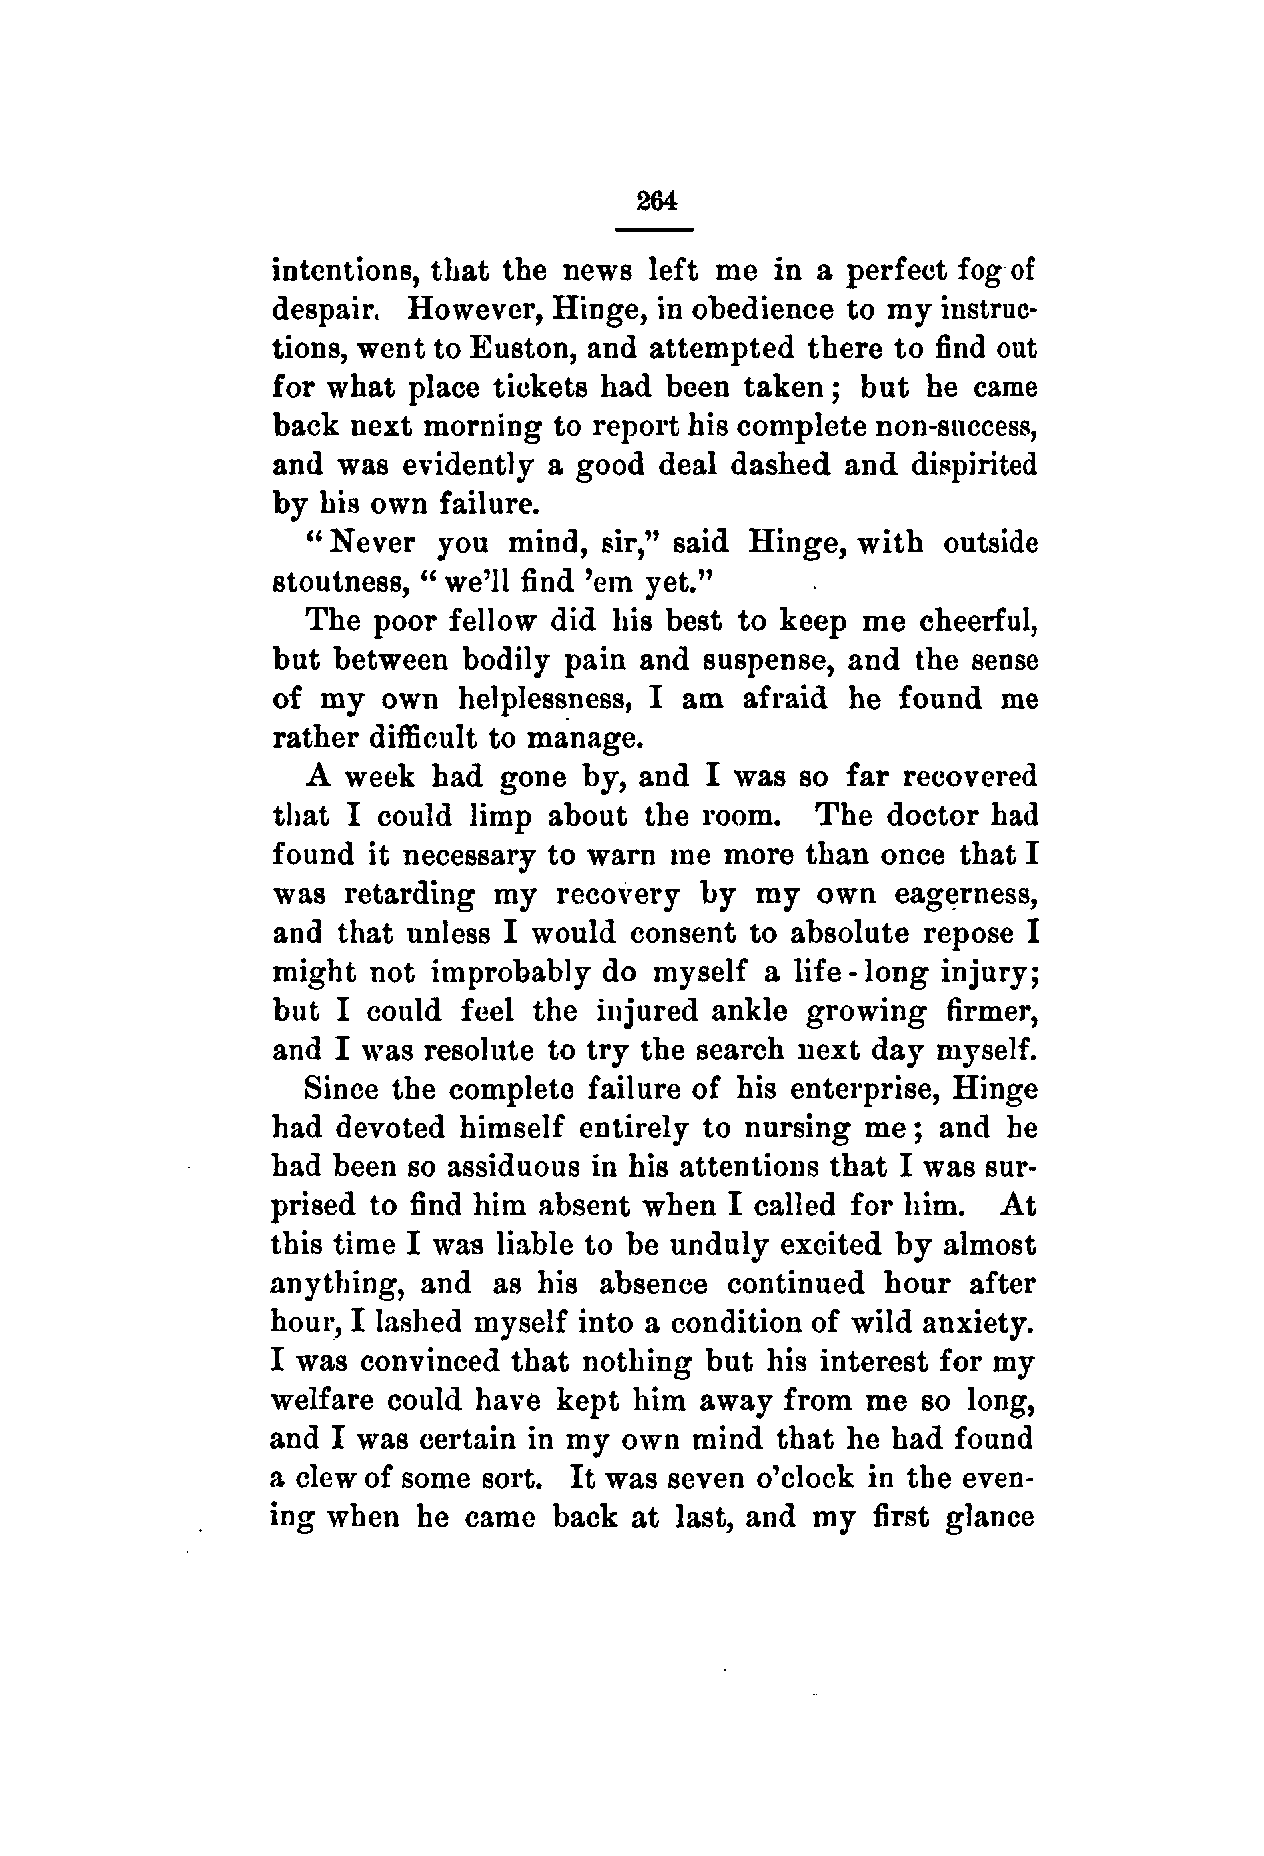 264
intentions, that the news left me in a perfect fog of
despair. However, Hinge, in obedience to my instruc-
tions, went to Euston, and attempted there to find out
for what place tickets had been taken; but he came
back next morning to report his complete non-success,
and was evidently a good deal dashed and dispirited
by his own failure.
“Never you mind, sir,” said Hinge, with outside
stoutness, “we’ll find ’em yet.”
The poor fellow did his best to keep me cheerful,
but between bodily pain and suspense, and the sense
of my own helplessness, I am afraid he found me
rather difficult to manage.
A week had gone by, and I was so far recovered
that I could limp about the room. The doctor had
found it necessary to warn me more than once that I
was retarding my recovery by my own eagerness,
and that unless I would consent to absolute repose I
might not improbably do myself a life-long injury;
but I could feel the injured ankle growing firmer,
and I was resolute to try the search next day myself.
Since the complete failure of his enterprise, Hinge
had devoted himself entirely to nursing me; and he
had been so assiduous in his attentions that I was sur-
prised to find him absent when I called for him. At
this time I was liable to be unduly excited by almost
anything, and as his absence continued hour after
hour, I lashed myself into a condition of wild anxiety.
I was convinced that nothing but his interest for my
welfare could have kept him away from me so long,
and I was certain in my own mind that he had found
a clew of some sort. It was seven o’clock in the even-
ing when he came back at last, and my first glance